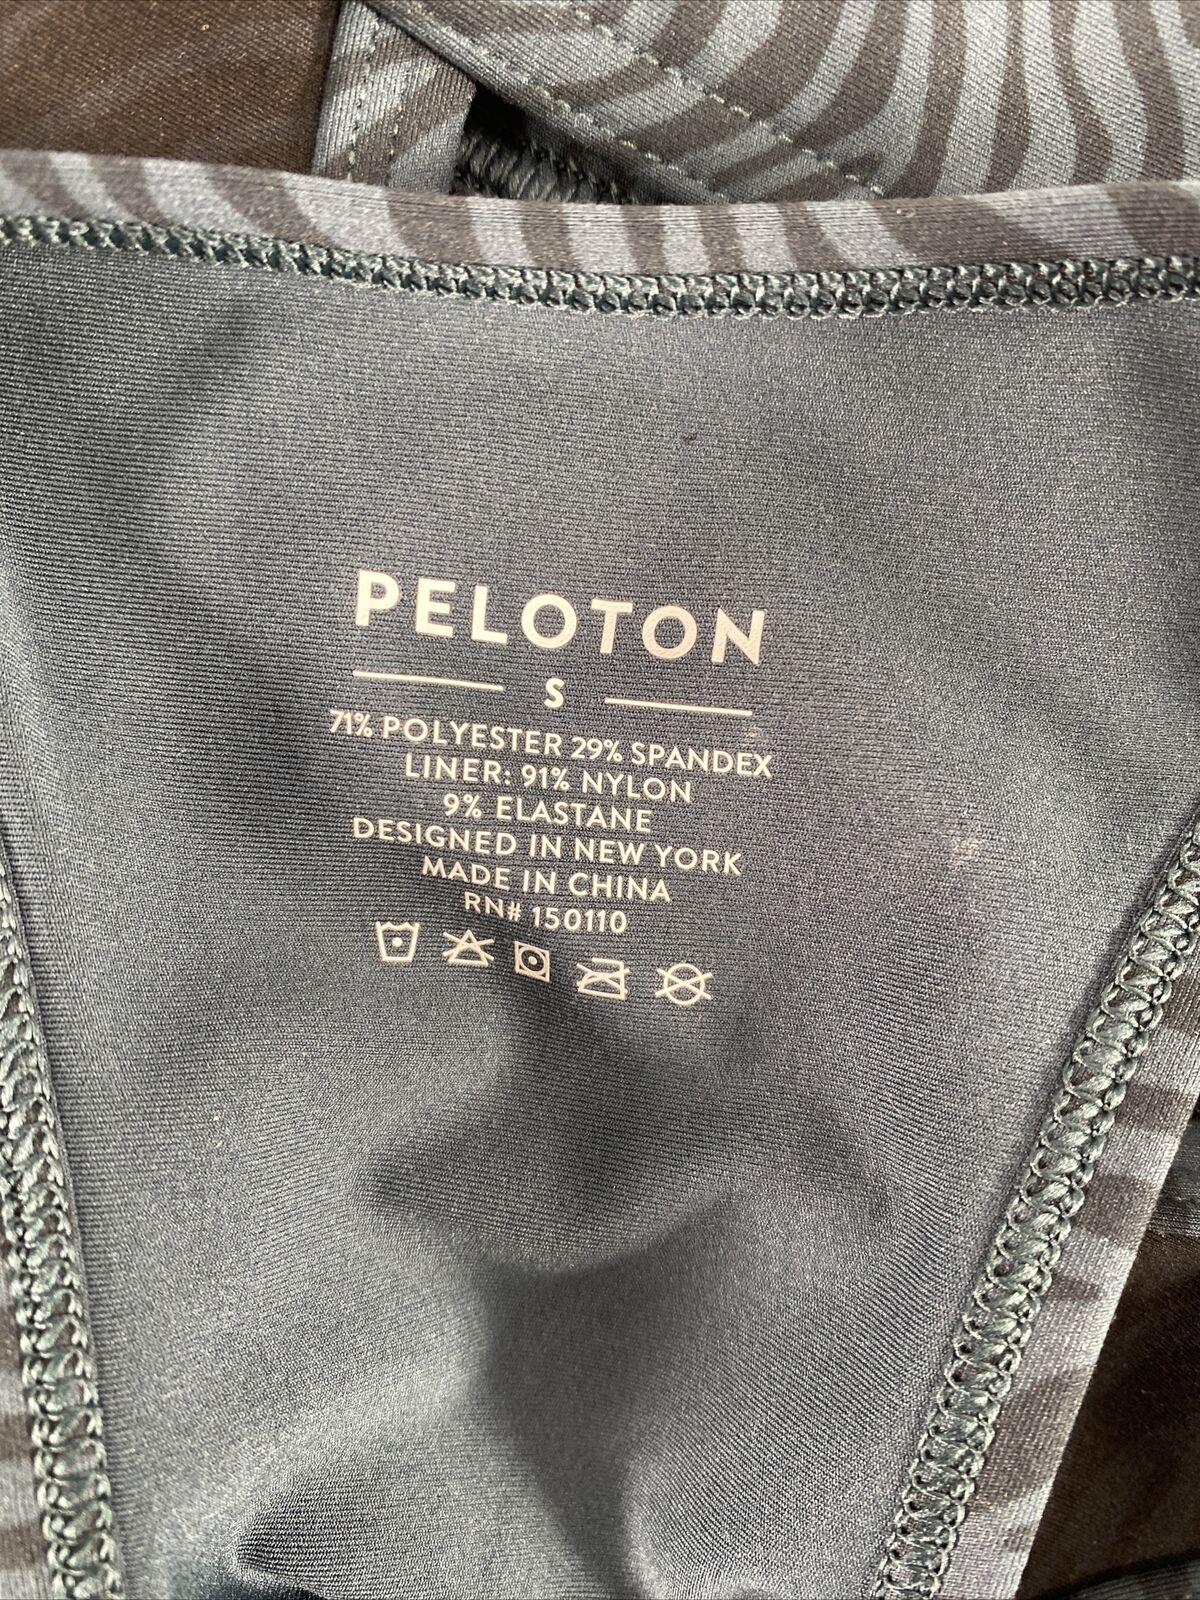 PELOTON
S
71% POLYESTER 29% SPANDEX
LINER: 91% NYLON
9% ELASTANE
DESIGNED IN NEW YORK
MADE IN CHINA
RN# 150110